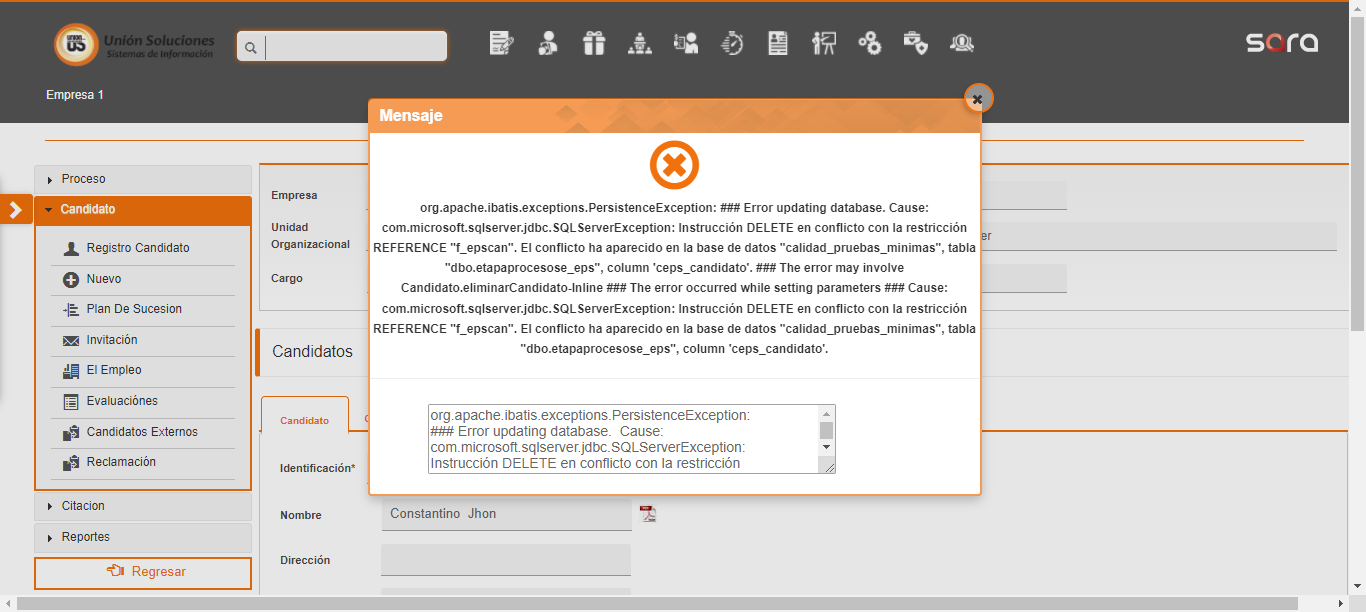 Unión Soluciones
Sistemas de Información
sara
Empresa 1
Mensaje
org.apache.ibatis.exceptions.PersistenceException: ### Error updating database. Cause:
com.microsoft.sqlserver.jdbc.SQLServerException: Instrucción DELETE en conflicto con la restricción
REFERENCE "f_epscan". El conflicto ha aparecido en la base de datos "calidad_pruebas_minimas", tabla
"dbo.etapaprocesose_eps", column 'ceps_candidato'. ### The error may involve
Candidato.eliminarCandidato-Inline ### The error occurred while setting parameters ### Cause:
com.microsoft.sqlserver.jdbc.SQLServerException: Instrucción DELETE en conflicto con la restricción
REFERENCE "f_epscan". El conflicto ha aparecido en la base de datos "calidad_pruebas_minimas", tabla
"dbo.etapaprocesose_eps", column 'ceps_candidato'.
org.apache.ibatis.exceptions.PersistenceException:
### Error updating database.  Cause:
com.microsoft.sqlserver.jdbc.SQLServerException:
Instrucción DELETE en conflicto con la restricción
Proceso
Candidato
Registro Candidato
Nuevo
Plan De Sucesion
Invitación
El Empleo
Evaluaciónes
Candidatos Externos
Reclamación
Citacion
Reportes
Regresar
Empresa
Unidad
Organizacional
Cargo
Candidatos
Candidato
Identificación*
Nombre
Constantino  Jhon
Dirección